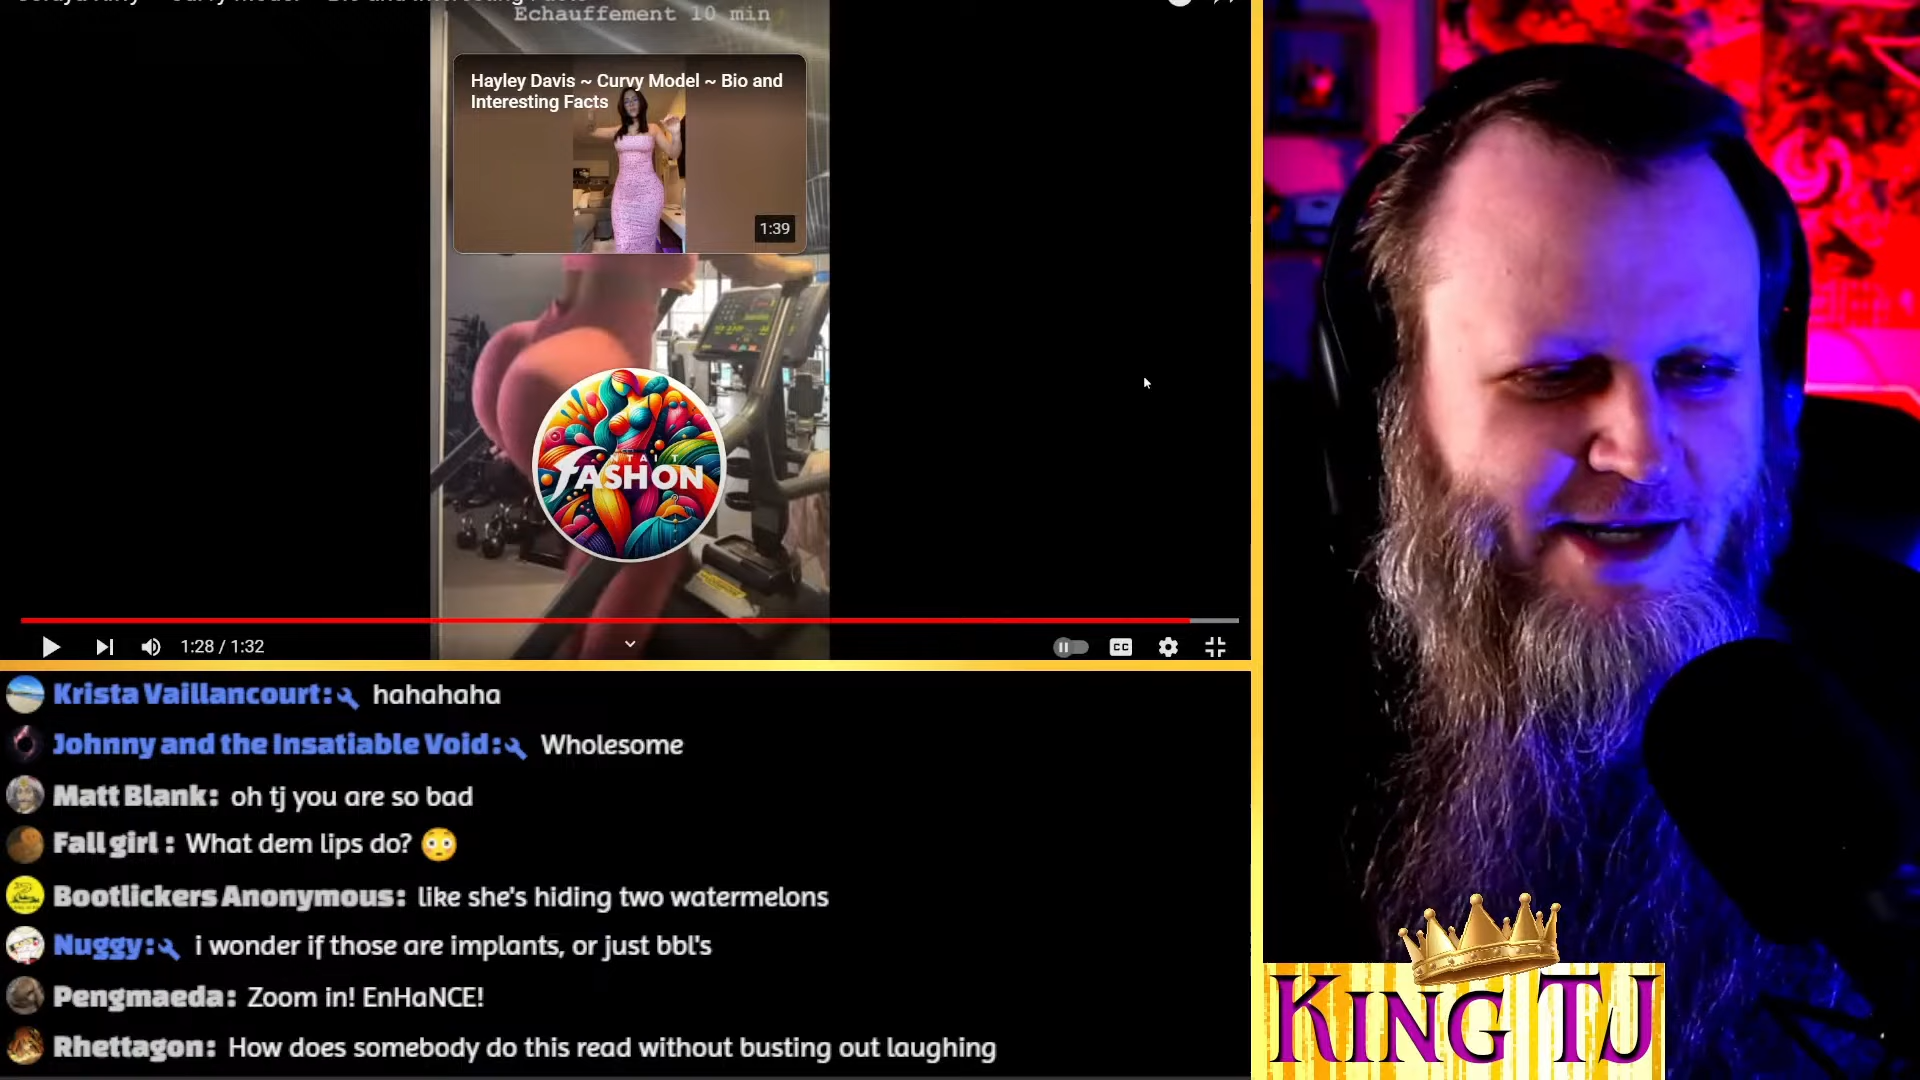 Echauffement 10 min
Hayley Davis ~ Curvy Model ~ Bio and
Interesting Facts
1:39
NTAIT
FASHON
1:28 / 1:32
CC
Krista Vaillancourt: hahahaha
Johnny and the Insatiable Void: Wholesome
Matt Blank: oh tj you are so bad
Fall girl : What dem lips do? 😳
Bootlickers Anonymous: like she's hiding two watermelons
Nuggy: i wonder if those are implants, or just bbl's
Pengmaeda: Zoom in! EnHaNCE!
Rhettagon: How does somebody do this read without busting out laughing
KING TJ